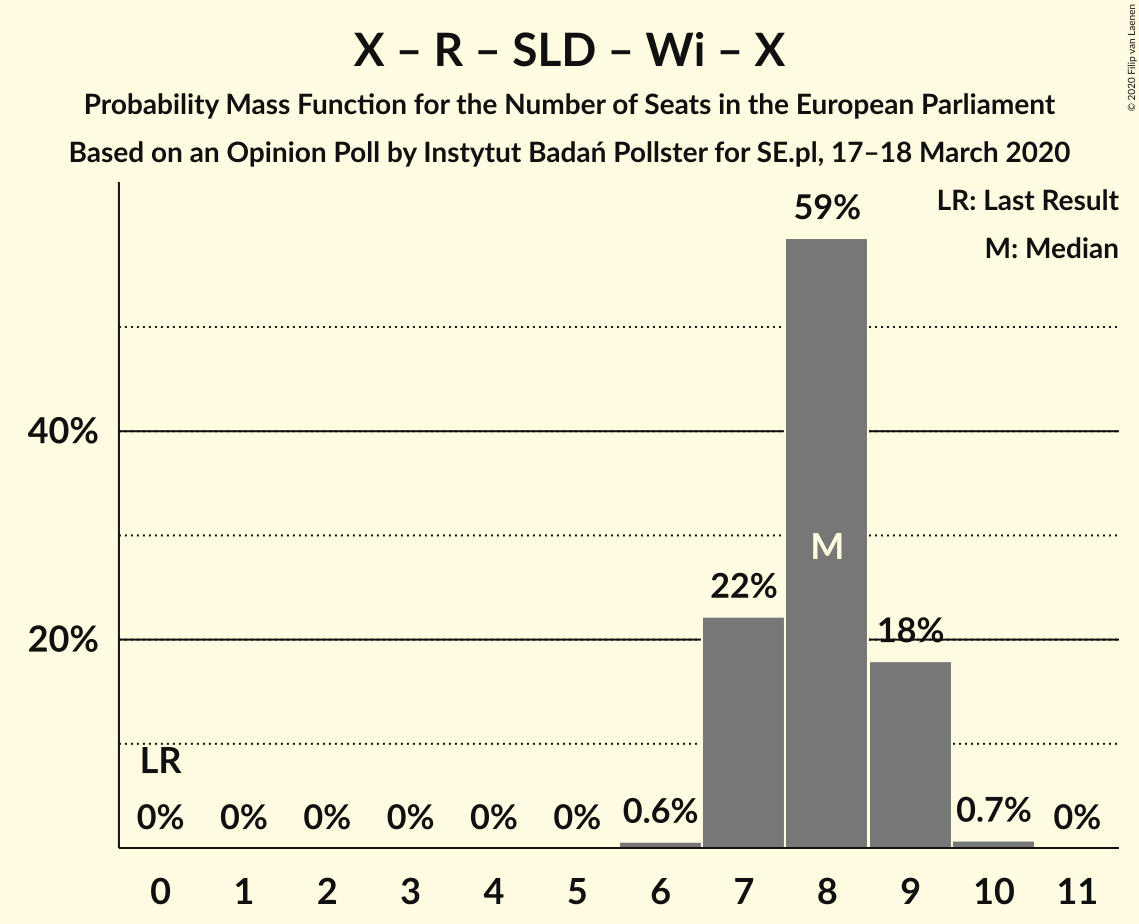 X – R – SLD – Wi – X
Probability Mass Function for the Number of Seats in the European Parliament
Based on an Opinion Poll by Instytut Badań Pollster for SE.pl, 17–18 March 2020
© 2020 Filip van Laenen
LR: Last Result
M: Median
59%
40%
M
22%
20%
18%
LR
0% 0% 0% 0% 0% 0% 0.6% 0.7% 0%
0 1 2 3 4 5 6 7 8 9 10 11